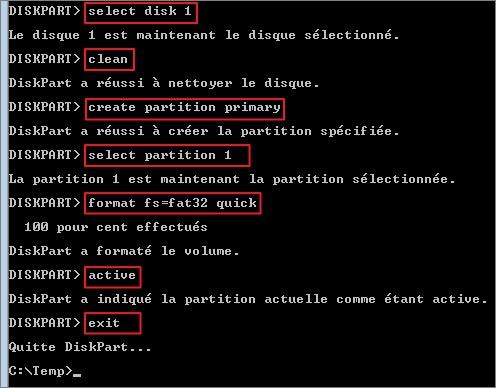 DISKPART> select disk 1
Le disque 1 est maintenant le disque sélectionné.
DISKPART> clean
DiskPart a réussi à nettoyer le disque.
DISKPART> create partition primary
DiskPart a réussi à créer la partition spécifiée.
DISKPART> select partition 1
La partition 1 est maintenant la partition sélectionnée.
DISKPART> format fs=fat32 quick
100 pour cent effectués
DiskPart a formaté le volume.
DISKPART> active
DiskPart a indiqué la partition actuelle comme étant active.
DISKPART> exit
Quitte DiskPart...
C:\Temp>_